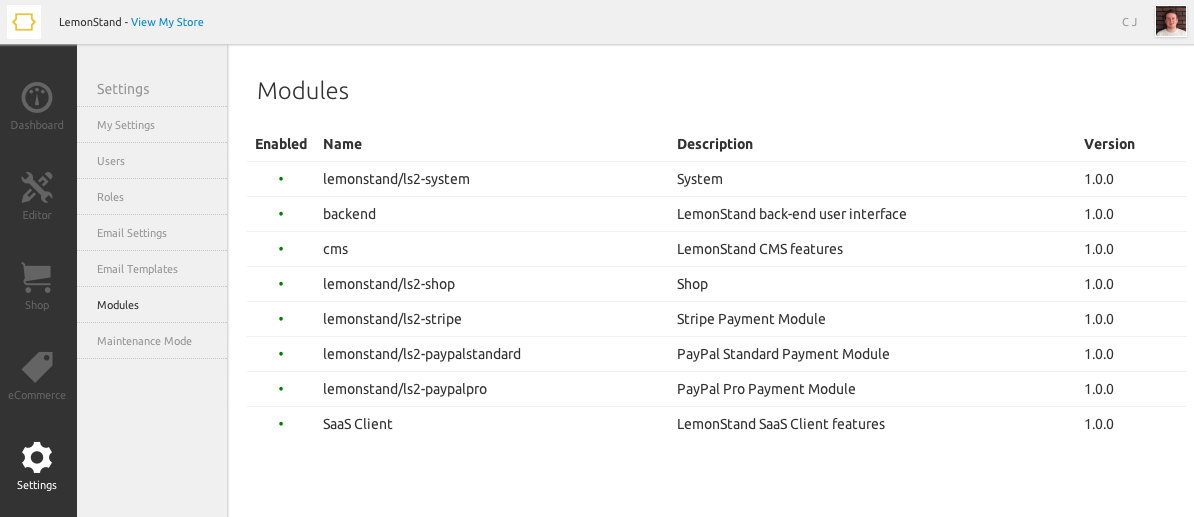 LemonStand - View My Store
C J
Dashboard
Editor
Shop
eCommerce
Settings
Settings
My Settings
Users
Roles
Email Settings
Email Templates
Modules
Maintenance Mode
Modules
Enabled Name Description Version
• lemonstand/ls2-system System 1.0.0
• backend LemonStand back-end user interface 1.0.0
• cms LemonStand CMS features 1.0.0
• lemonstand/ls2-shop Shop 1.0.0
• lemonstand/ls2-stripe Stripe Payment Module 1.0.0
• lemonstand/ls2-paypalstandard PayPal Standard Payment Module 1.0.0
• lemonstand/ls2-paypalpro PayPal Pro Payment Module 1.0.0
• SaaS Client LemonStand SaaS Client features 1.0.0